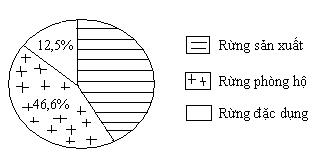 12,5%
46,6%
Rừng sản xuất
Rừng phòng hộ
Rừng đặc dụng